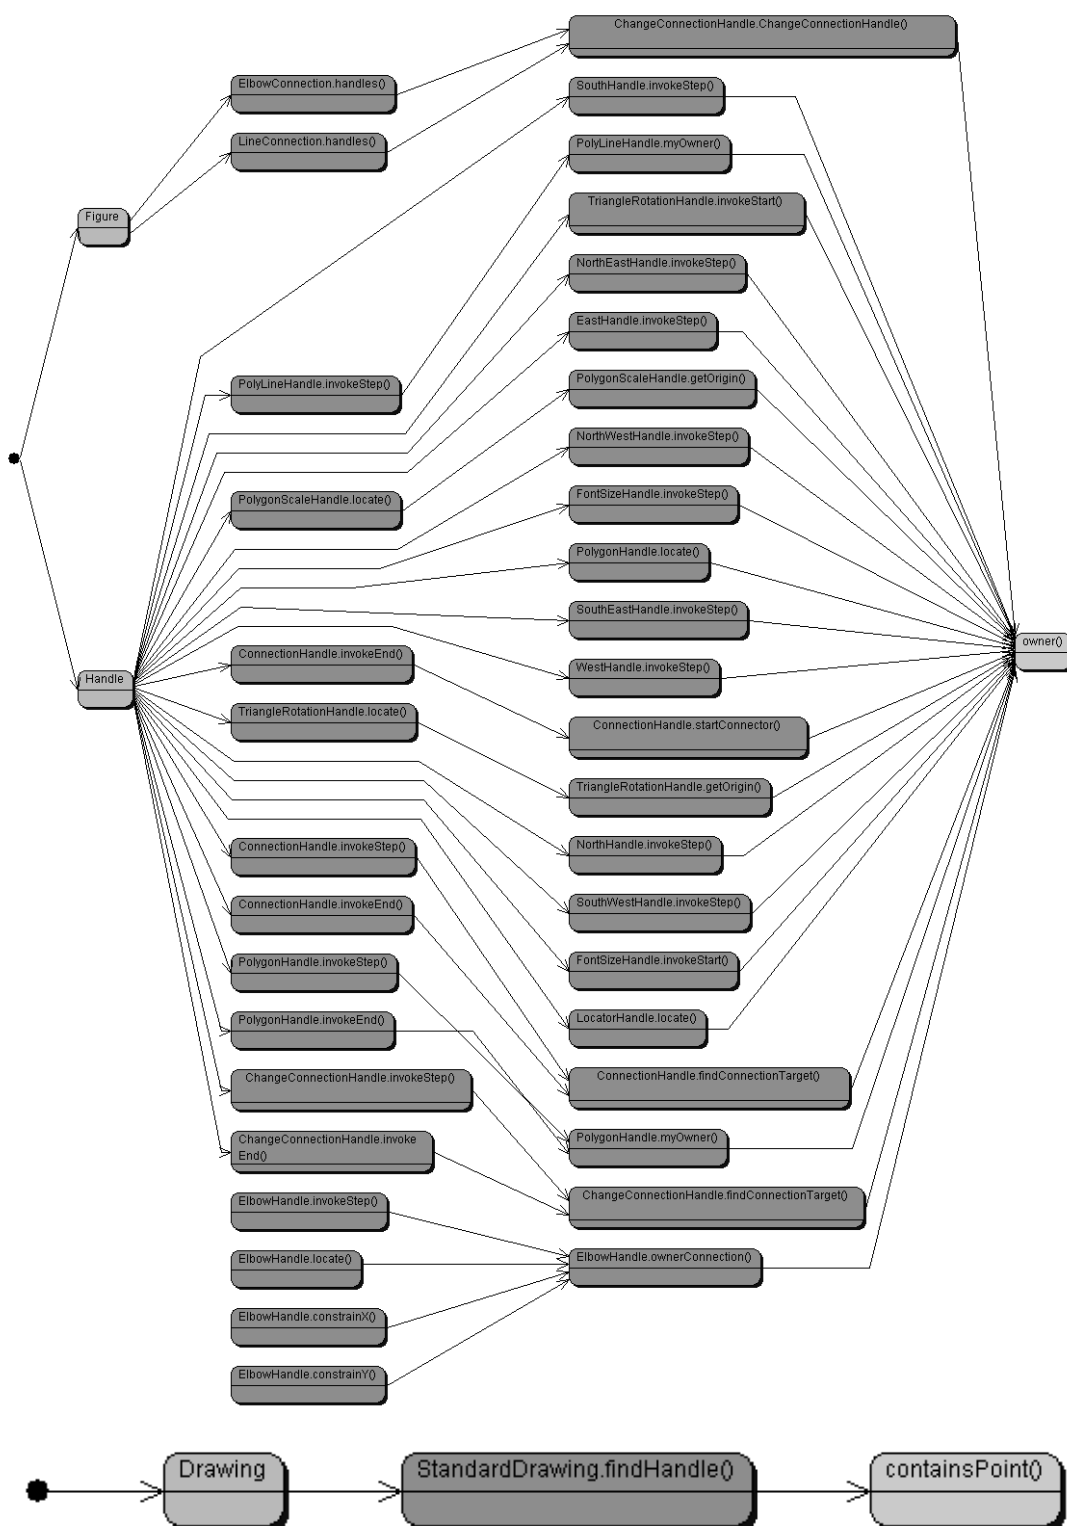 ChangeConnectionHandle.ChangeConnectionHandle()
ElbowConnection.handles()
SouthHandle.invokeStep()
LineConnection.handles()
PolyLineHandle.myOwner()
TriangleRotationHandle.invokeStart()
Figure
NorthEastHandle.invokeStep()
EastHandle.invokeStep()
PolyLineHandle.invokeStep()
PolygonScaleHandle.getOrigin()
NorthWestHandle.invokeStep()
PolygonScaleHandle.locate()
FontSizeHandle.invokeStep()
PolygonHandle.locate()
SouthEastHandle.invokeStep()
owner()
ConnectionHandle.invokeEnd()
WestHandle.invokeStep()
Handle
TriangleRotationHandle.locate()
ConnectionHandle.startConnector()
TriangleRotationHandle.getOrigin()
ConnectionHandle.invokeStep()
NorthHandle.invokeStep()
ConnectionHandle.invokeEnd()
SouthWestHandle.invokeStep()
PolygonHandle.invokeStep()
FontSizeHandle.invokeStart()
PolygonHandle.invokeEnd()
LocatorHandle.locate()
ChangeConnectionHandle.invokeStep()
ConnectionHandle.findConnectionTarget()
ChangeConnectionHandle.invoke
End()
PolygonHandle.myOwner()
ElbowHandle.invokeStep()
ChangeConnectionHandle.findConnectionTarget()
ElbowHandle.locate()
ElbowHandle.ownerConnection()
ElbowHandle.constrainX()
ElbowHandle.constrainY()
Drawing
StandardDrawing.findHandle()
containsPoint()